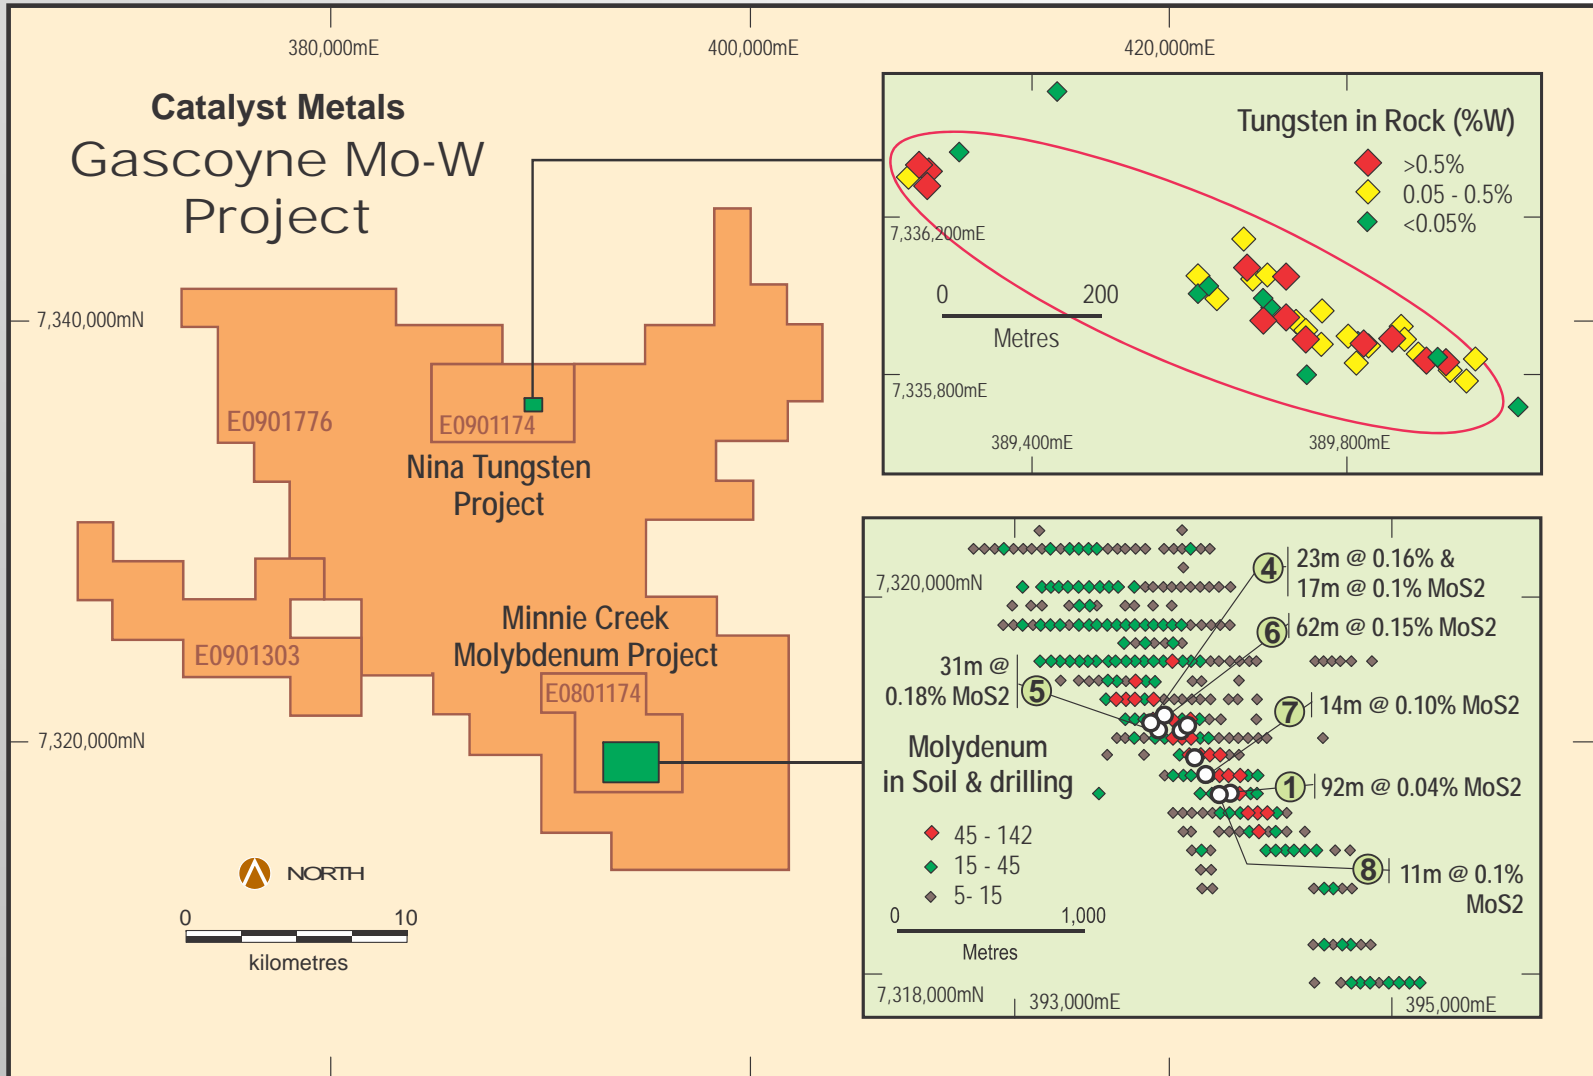 380,000mE
400,000mE
420,000mE
Catalyst Metals
Gascoyne Mo-W
Project
7,340,000mN
7,320,000mN
E0901776
E0901174
Nina Tungsten
Project
E0901303
Minnie Creek
Molybdenum Project
E0801174
NORTH
0 10
kilometres
Tungsten in Rock (%W)
>0.5%
0.05 - 0.5%
<0.05%
7,336,200mE
0 200
Metres
7,335,800mE
389,400mE
389,800mE
7,320,000mN
4
23m @ 0.16% &
17m @ 0.1% MoS2
6
62m @ 0.15% MoS2
31m @
0.18% MoS2
5
7
14m @ 0.10% MoS2
Molydenum
in Soil & drilling
1
92m @ 0.04% MoS2
45 - 142
15 - 45
5- 15
8
11m @ 0.1%
MoS2
0 1,000
Metres
7,318,000mN
393,000mE
395,000mE